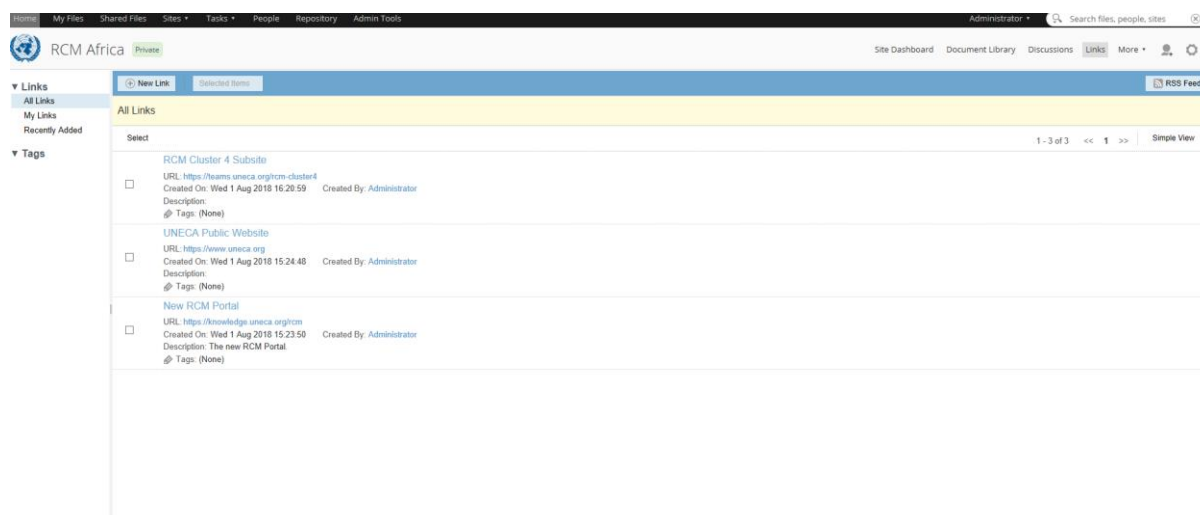 Home My Files Shared Files Sites Tasks People Repository Admin Tools Administrator Search files, people, sites
RCM Africa Private Site Dashboard Document Library Discussions Links More
Links
All Links
My Links
Recently Added
Tags
New Link Selected Items... RSS Feed
All Links
Select 1 - 3 of 3 << 1 >> Simple View
RCM Cluster 4 Subsite
URL: https://teams.uneca.org/rcm-cluster4
Created On: Wed 1 Aug 2018 16:20:59 Created By: Administrator
Description:
Tags: (None)
UNECA Public Website
URL: https://www.uneca.org
Created On: Wed 1 Aug 2018 15:24:48 Created By: Administrator
Description:
Tags: (None)
New RCM Portal
URL: https://knowledge.uneca.org/rcm
Created On: Wed 1 Aug 2018 15:23:50 Created By: Administrator
Description: The new RCM Portal.
Tags: (None)